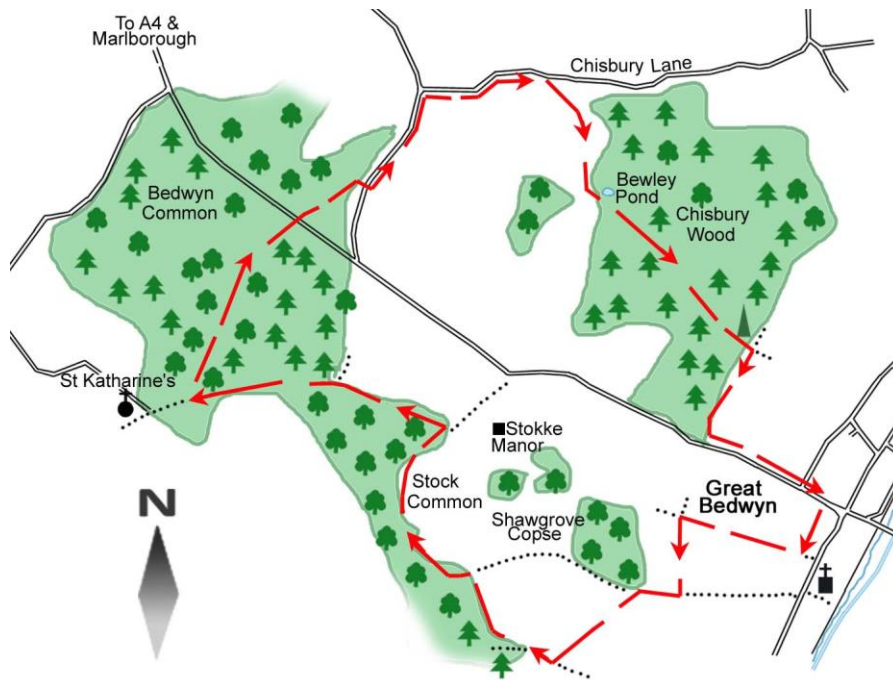 To A4 &
Marlborough
Chisbury Lane
Bedwyn
Common
Bewley
Pond
Chisbury
Wood
St Katharine's
Stokke
Manor
Stock
Common
Great
Bedwyn
Shawgrove
Copse
N